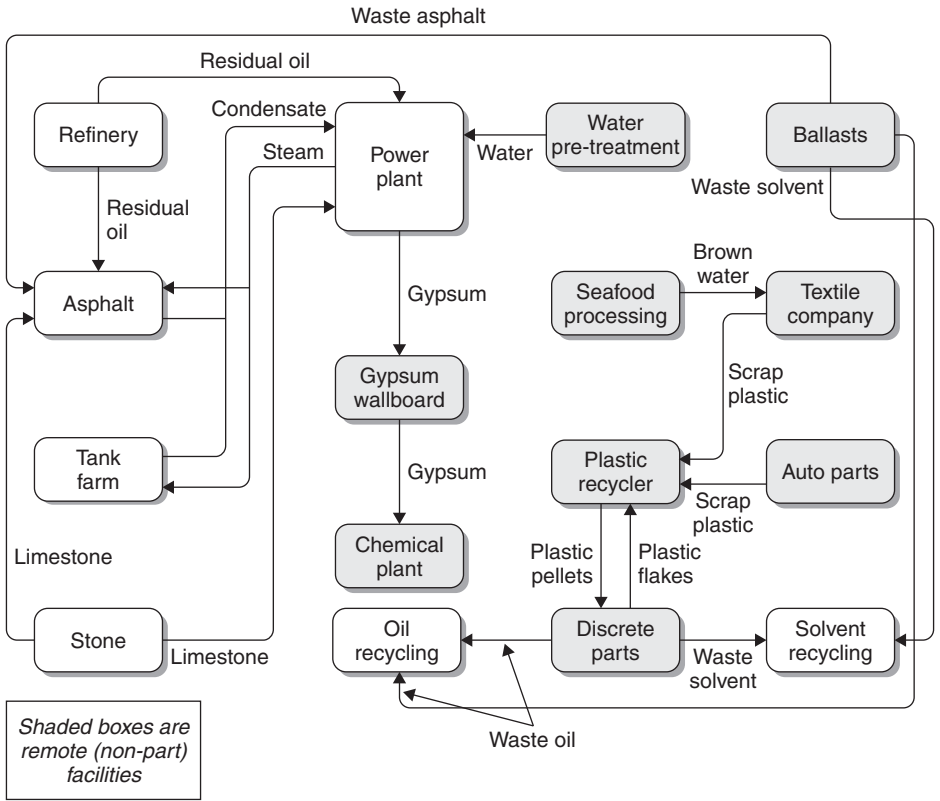 Waste asphalt
Residual oil
Refinery
Condensate
Steam
Power
plant
Water
Water
pre-treatment
Ballasts
Waste solvent
Residual
oil
Asphalt
Gypsum
Seafood
processing
Brown
water
Textile
company
Gypsum
wallboard
Scrap
plastic
Tank
farm
Gypsum
Plastic
recycler
Auto parts
Scrap
plastic
Limestone
Chemical
plant
Plastic
pellets
Plastic
flakes
Stone
Limestone
Oil
recycling
Discrete
parts
Waste
solvent
Solvent
recycling
Waste oil
Shaded boxes are
remote (non-part)
facilities